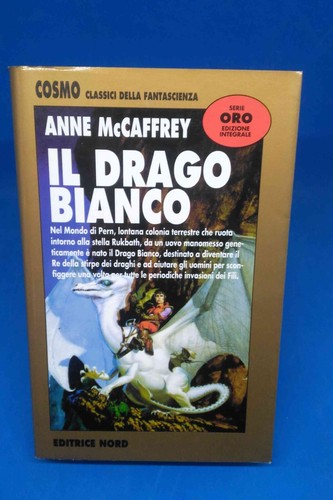 COSMO CLASSICI DELLA FANTASCIENZA
SERIE
ORO
EDIZIONE
INTEGRALE
ANNE McCAFFREY
IL DRAGO
BIANCO
Nel Mondo di Pern, lontana colonia terrestre che ruota
intorno alla stella Rukbath, da un uovo manomesso gene-
ticamente è nato il Drago Bianco, destinato a diventare il
Re della stirpe dei draghi e ad aiutare gli uomini per scon-
figgere una volta per tutte le periodiche invasioni dei Fili.
EDITRICE NORD